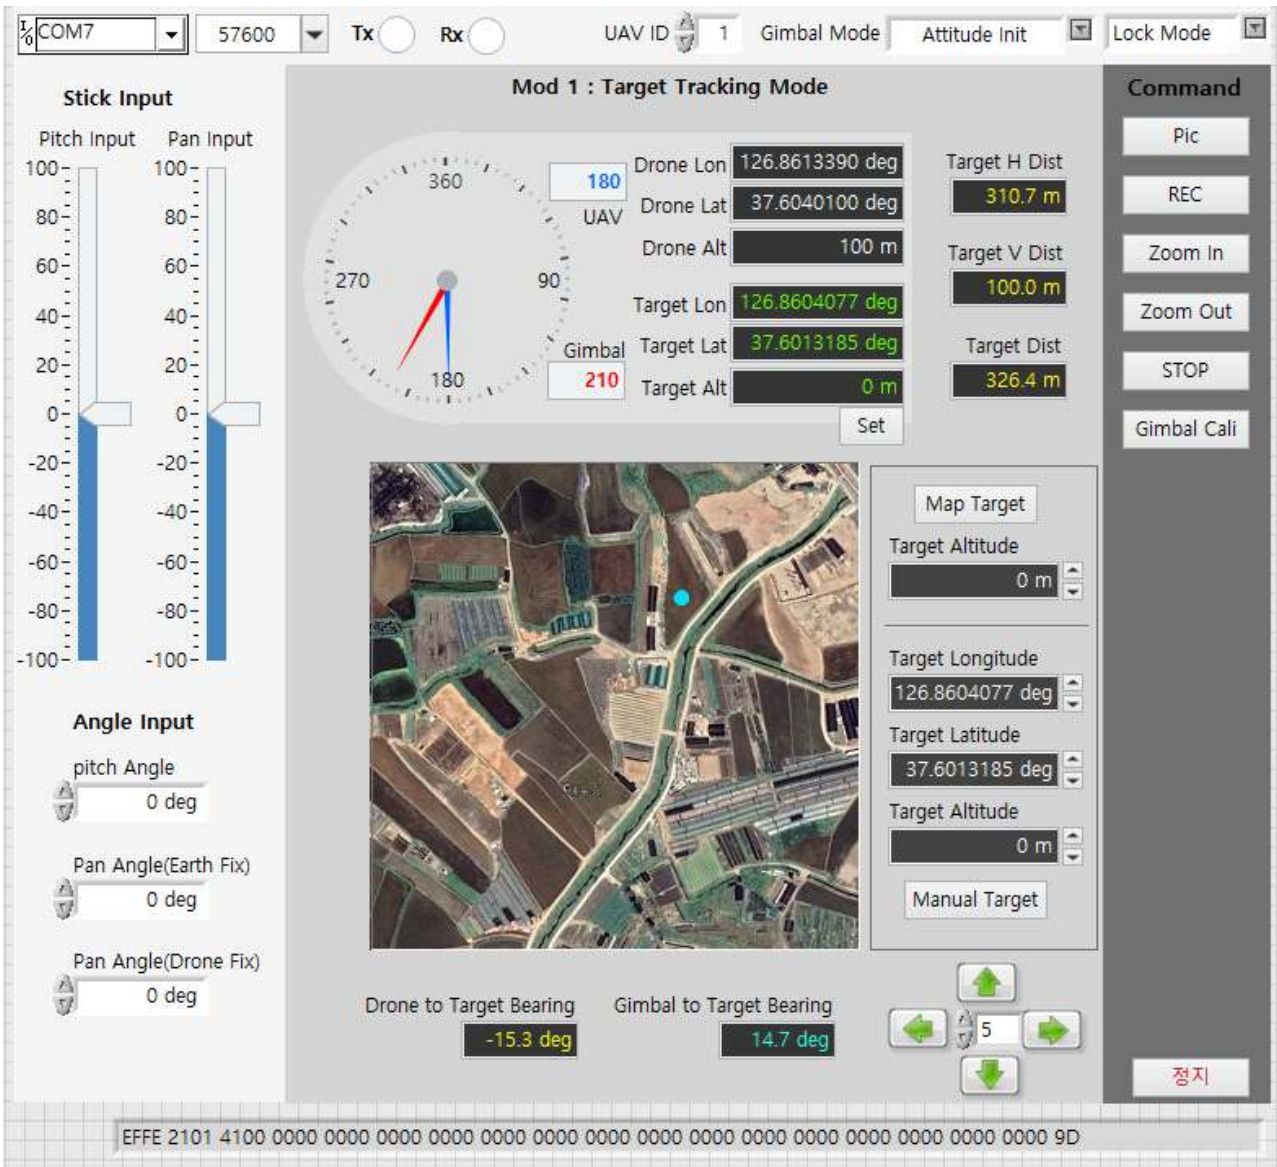 I/O COM7 57600 Tx Rx UAV ID 1 Gimbal Mode Attitude Init Lock Mode
Stick Input
Pitch Input Pan Input
100 100
80 80
60 60
40 40
20 20
0 0
-20 -20
-40 -40
-60 -60
-80 -80
-100 -100
Angle Input
pitch Angle
0 deg
Pan Angle(Earth Fix)
0 deg
Pan Angle(Drone Fix)
0 deg
Mod 1 : Target Tracking Mode
360
270 90
180
180
UAV
Gimbal
210
Drone Lon 126.8613390 deg
Drone Lat 37.6040100 deg
Drone Alt 100 m
Target Lon 126.8604077 deg
Target Lat 37.6013185 deg
Target Alt 0 m
Set
Target H Dist
310.7 m
Target V Dist
100.0 m
Target Dist
326.4 m
Map Target
Target Altitude
0 m
Target Longitude
126.8604077 deg
Target Latitude
37.6013185 deg
Target Altitude
0 m
Manual Target
Drone to Target Bearing
-15.3 deg
Gimbal to Target Bearing
14.7 deg
5
Command
Pic
REC
Zoom In
Zoom Out
STOP
Gimbal Cali
정지
EFFE 2101 4100 0000 0000 0000 0000 0000 0000 0000 0000 0000 0000 0000 0000 0000 0000 0000 9D